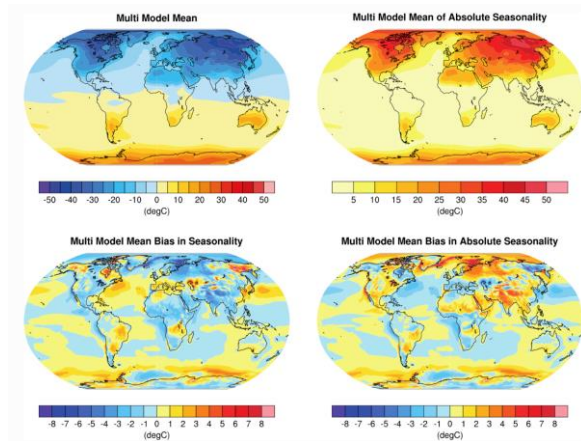 Multi Model Mean
Multi Model Mean of Absolute Seasonality
-50 -40 -30 -20 -10 0 10 20 30 40 50
(degC)
5 10 15 20 25 30 35 40 45 50
(degC)
Multi Model Mean Bias in Seasonality
Multi Model Mean Bias in Absolute Seasonality
-8 -7 -6 -5 -4 -3 -2 -1 0 1 2 3 4 5 6 7 8
(degC)
-8 -7 -6 -5 -4 -3 -2 -1 0 1 2 3 4 5 6 7 8
(degC)